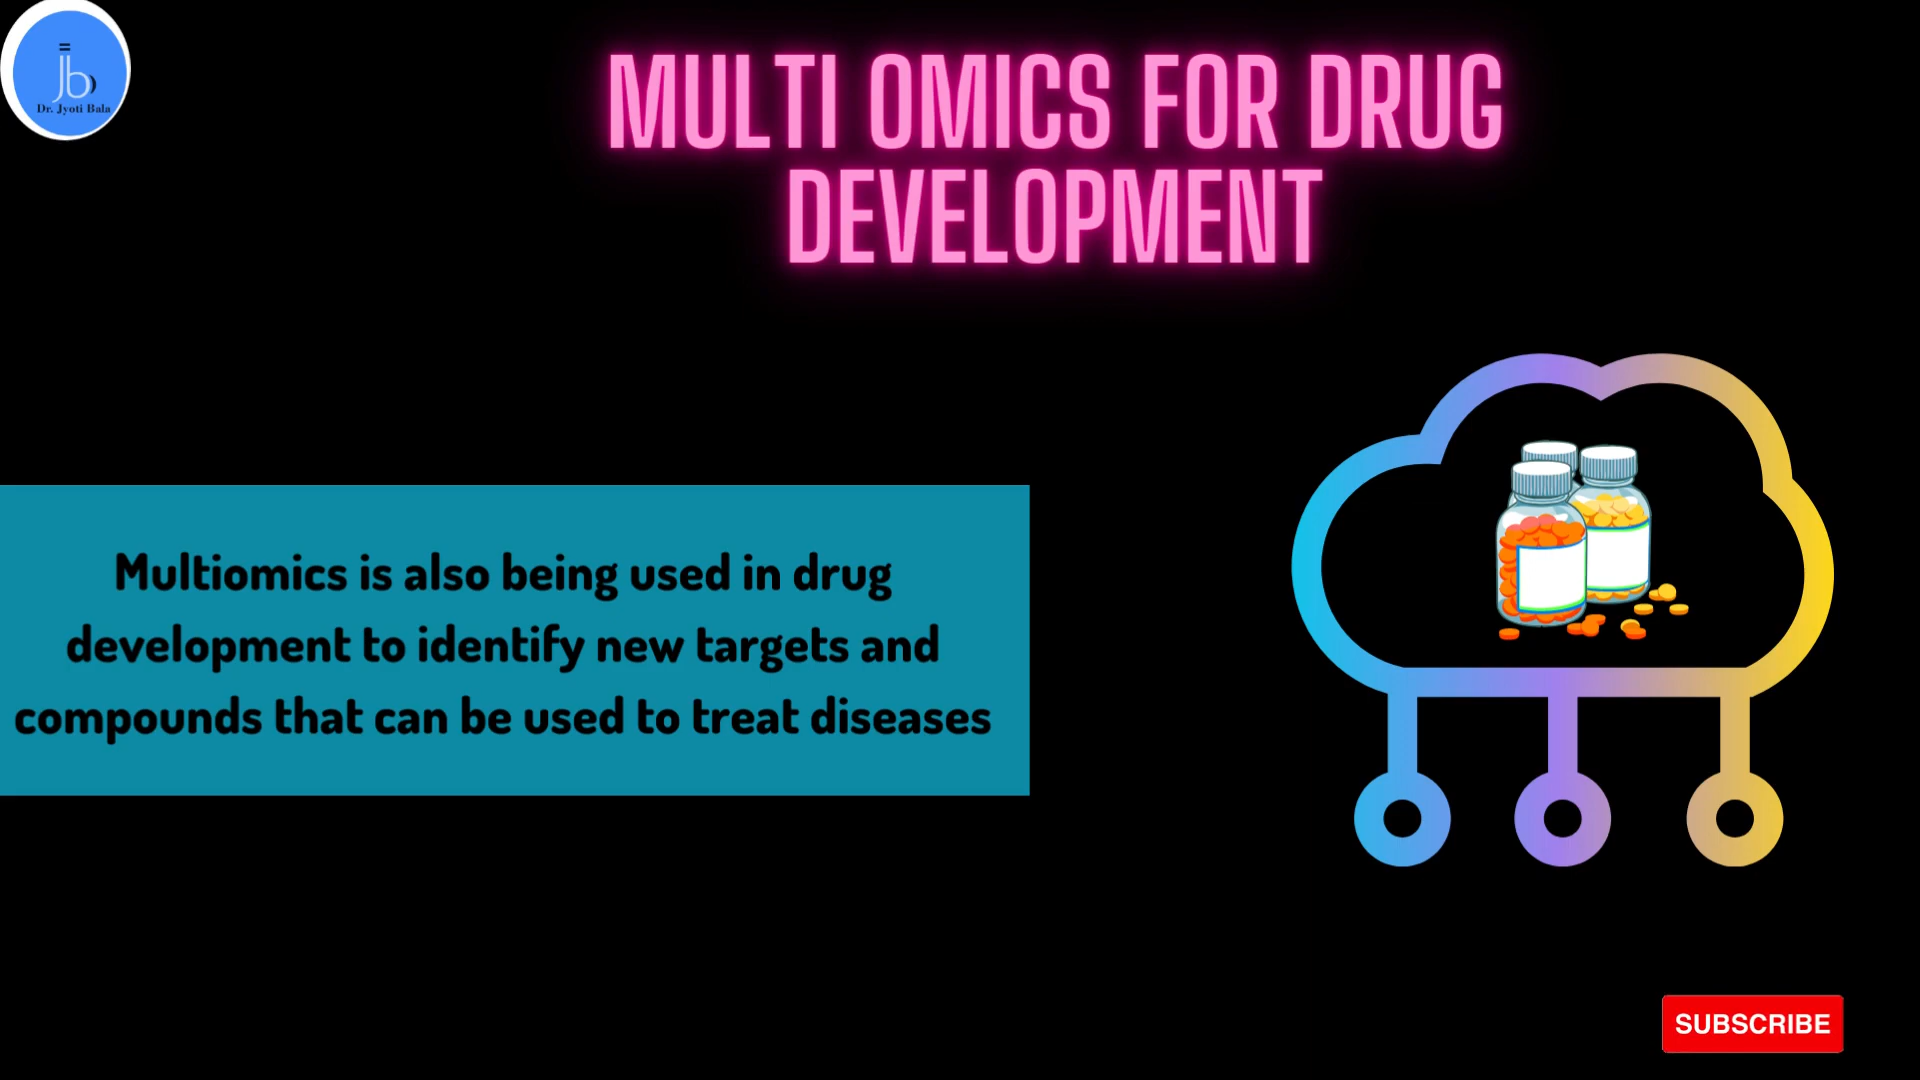 jb
Dr. Jyoti Bala
MULTI OMICS FOR DRUG
DEVELOPMENT
Multiomics is also being used in drug
development to identify new targets and
compounds that can be used to treat diseases
SUBSCRIBE